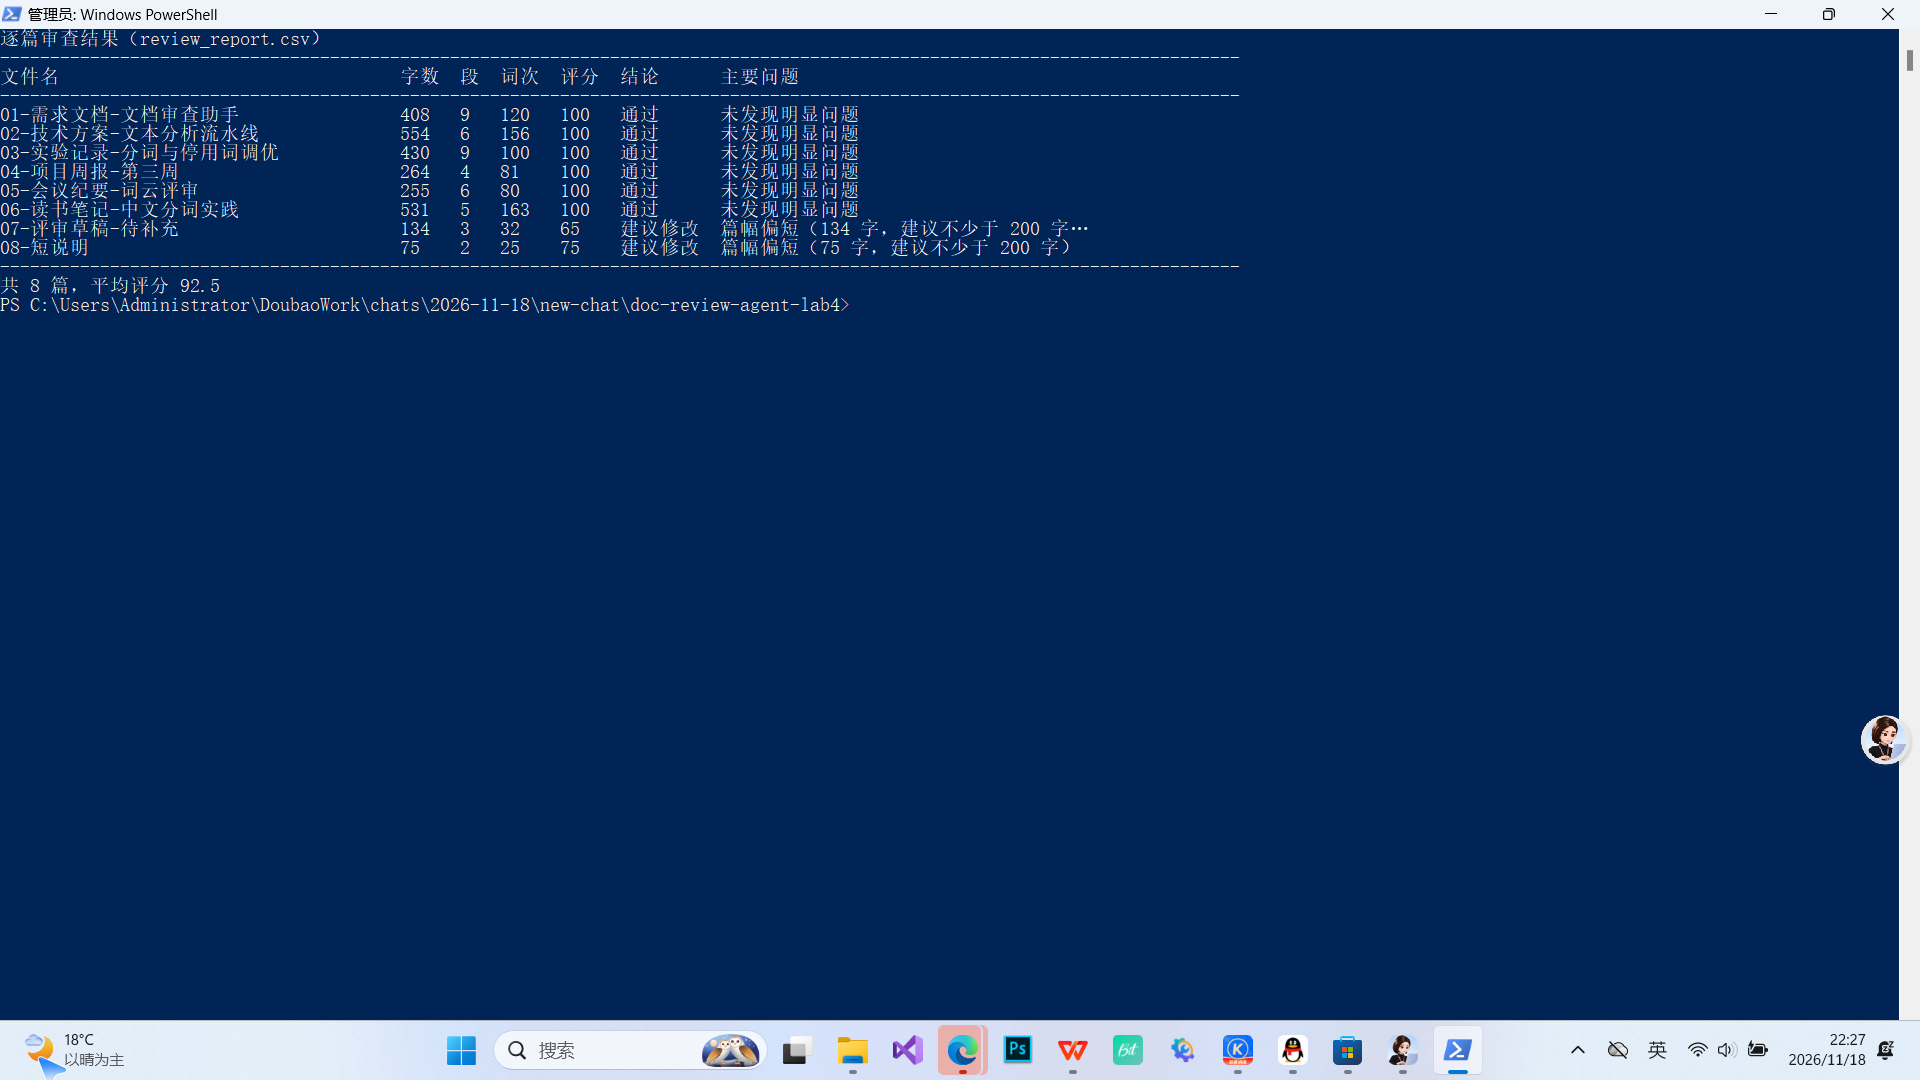 管理员: Windows PowerShell
逐篇审查结果（review_report.csv）
----------------------------------------------------------------------------------------------------------------------------
文件名 字数 段 词次 评分 结论 主要问题
----------------------------------------------------------------------------------------------------------------------------
01-需求文档-文档审查助手 408 9 120 100 通过 未发现明显问题
02-技术方案-文本分析流水线 554 6 156 100 通过 未发现明显问题
03-实验记录-分词与停用词调优 430 9 100 100 通过 未发现明显问题
04-项目周报-第三周 264 4 81 100 通过 未发现明显问题
05-会议纪要-词云评审 255 6 80 100 通过 未发现明显问题
06-读书笔记-中文分词实践 531 5 163 100 通过 未发现明显问题
07-评审草稿-待补充 134 3 32 65 建议修改 篇幅偏短（134 字，建议不少于 200 字…
08-短说明 75 2 25 75 建议修改 篇幅偏短（75 字，建议不少于 200 字）
----------------------------------------------------------------------------------------------------------------------------
共 8 篇，平均评分 92.5
PS C:\Users\Administrator\DoubaoWork\chats\2026-11-18\new-chat\doc-review-agent-lab4>
18°C
以晴为主
搜索
Ps
Bit
K
英
22:27
2026/11/18